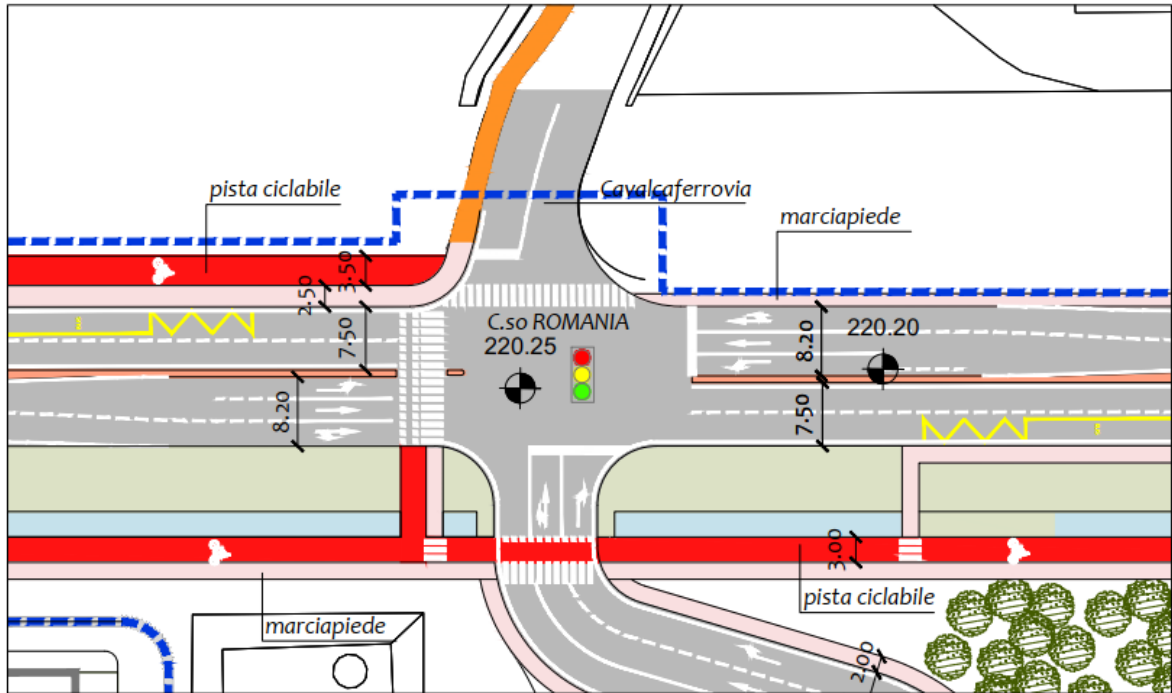 pista ciclabile
Cavalcaferrovia
marciapiede
3.50
2.50
C.so ROMANIA
220.25
7.50
8.20
220.20
8.20
7.50
3.00
pista ciclabile
marciapiede
2.00